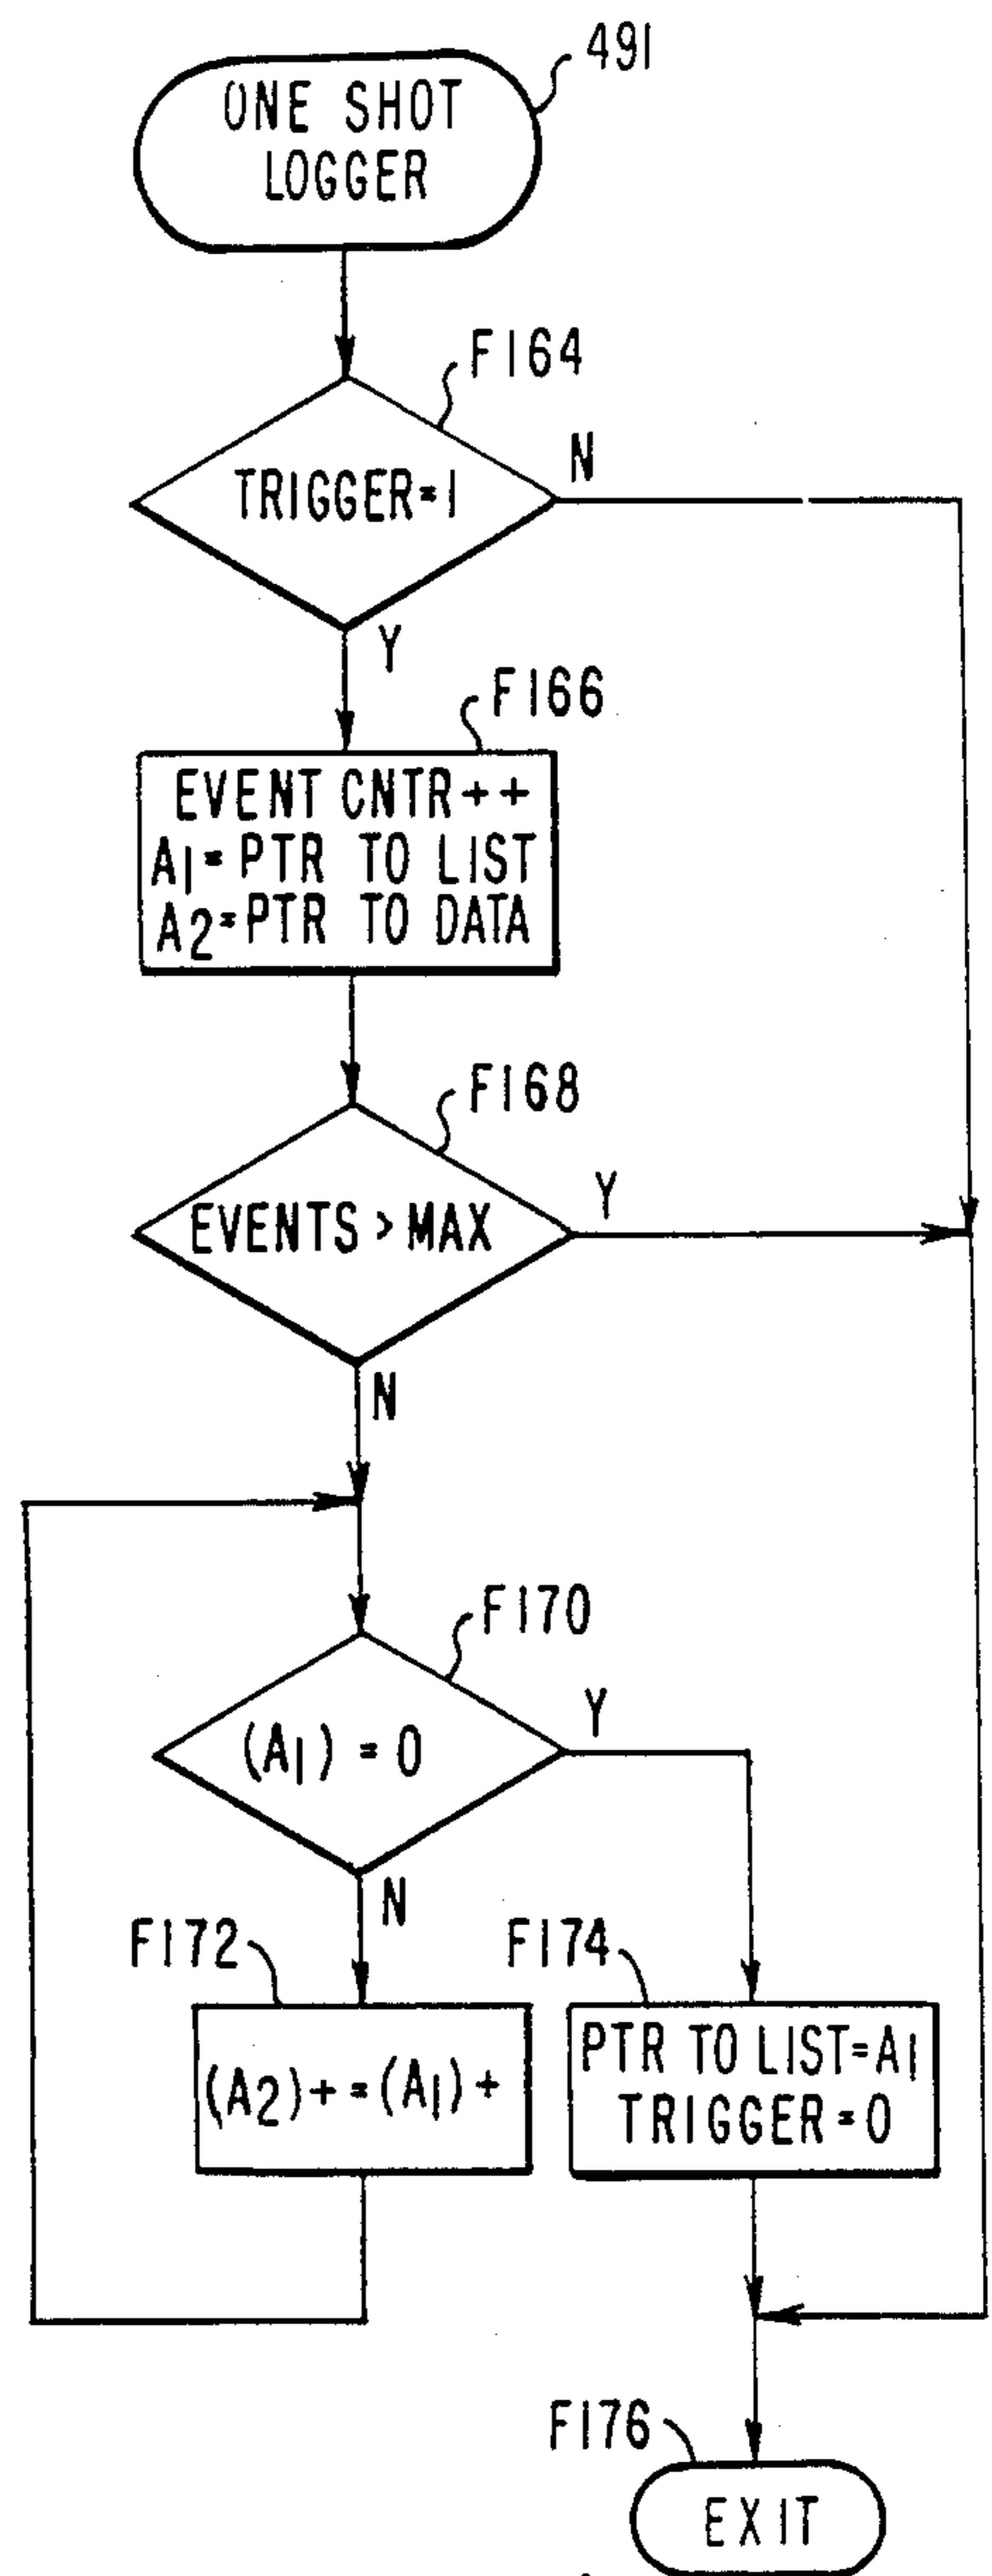 491
ONE SHOT
LOGGER
F164
TRIGGER=1
N
Y
F166
EVENT CNTR++
A1=PTR TO LIST
A2=PTR TO DATA
F168
EVENTS > MAX
Y
N
F170
(A1) = 0
Y
N
F172
(A2)+=(A1)+
F174
PTR TO LIST=A1
TRIGGER=0
F176
EXIT